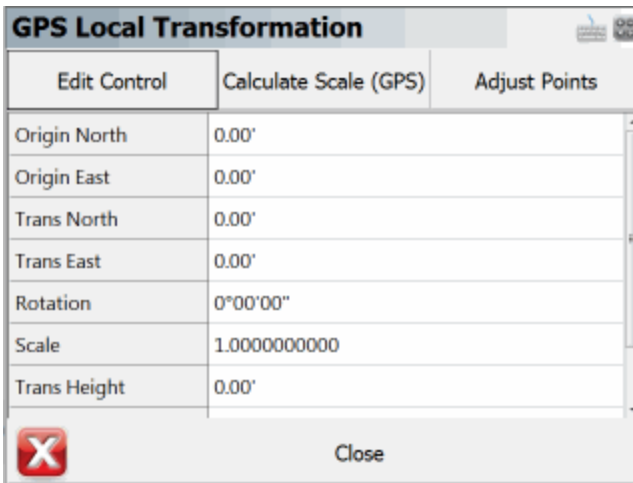 GPS Local Transformation
Edit Control Calculate Scale (GPS) Adjust Points
Origin North 0.00'
Origin East 0.00'
Trans North 0.00'
Trans East 0.00'
Rotation 0°00'00"
Scale 1.0000000000
Trans Height 0.00'
Close